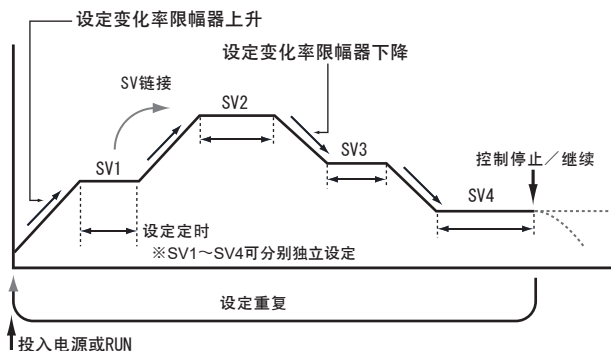 设定变化率限幅器上升
设定变化率限幅器下降
SV链接
SV2
SV1
SV3
控制停止／继续
SV4
设定定时
※SV1～SV4可分别独立设定
设定重复
投入电源或RUN